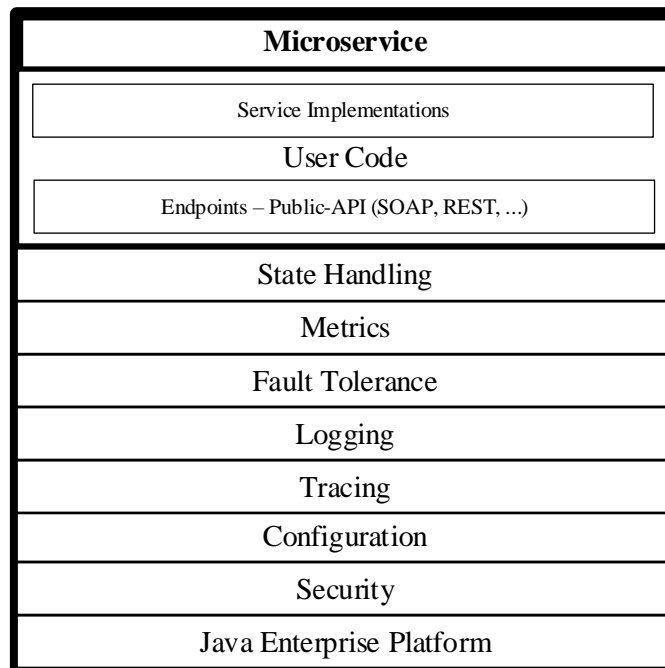 Microservice
Service Implementations
User Code
Endpoints – Public-API (SOAP, REST, ...)
State Handling
Metrics
Fault Tolerance
Logging
Tracing
Configuration
Security
Java Enterprise Platform